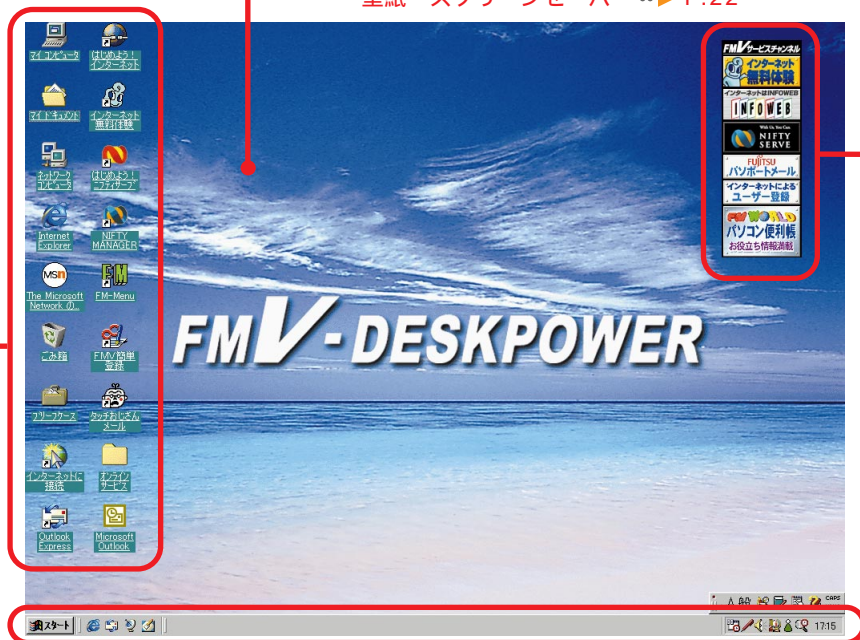 壁紙・スクリーンセーバー P.22
マイ コンピュータ
はじめよう!
インターネット
マイ ドキュメント
インターネット
無料体験
ネットワーク
コンピュータ
はじめよう!
ニフティサーブ
Internet
Explorer
NIFTY
MANAGER
MSn
The Microsoft
Network の...
FM
FM-Menu
ごみ箱
FMV簡単
登録
ブリーフケース
タッチおじさん
メール
インターネットに
接続
オンライン
サービス
Outlook
Express
Microsoft
Outlook
FMV-DESKPOWER
FMVサービスチャンネル
インターネット
無料体験
インターネットはINFOWEB
INFOWEB
With Us, You Can.
NIFTY
SERVE
FUJITSU
パソポートメール
インターネットによる
ユーザー登録
FM WORLD
パソコン便利帳
お役立ち情報満載
A 般
CAPS
スタート
17:15